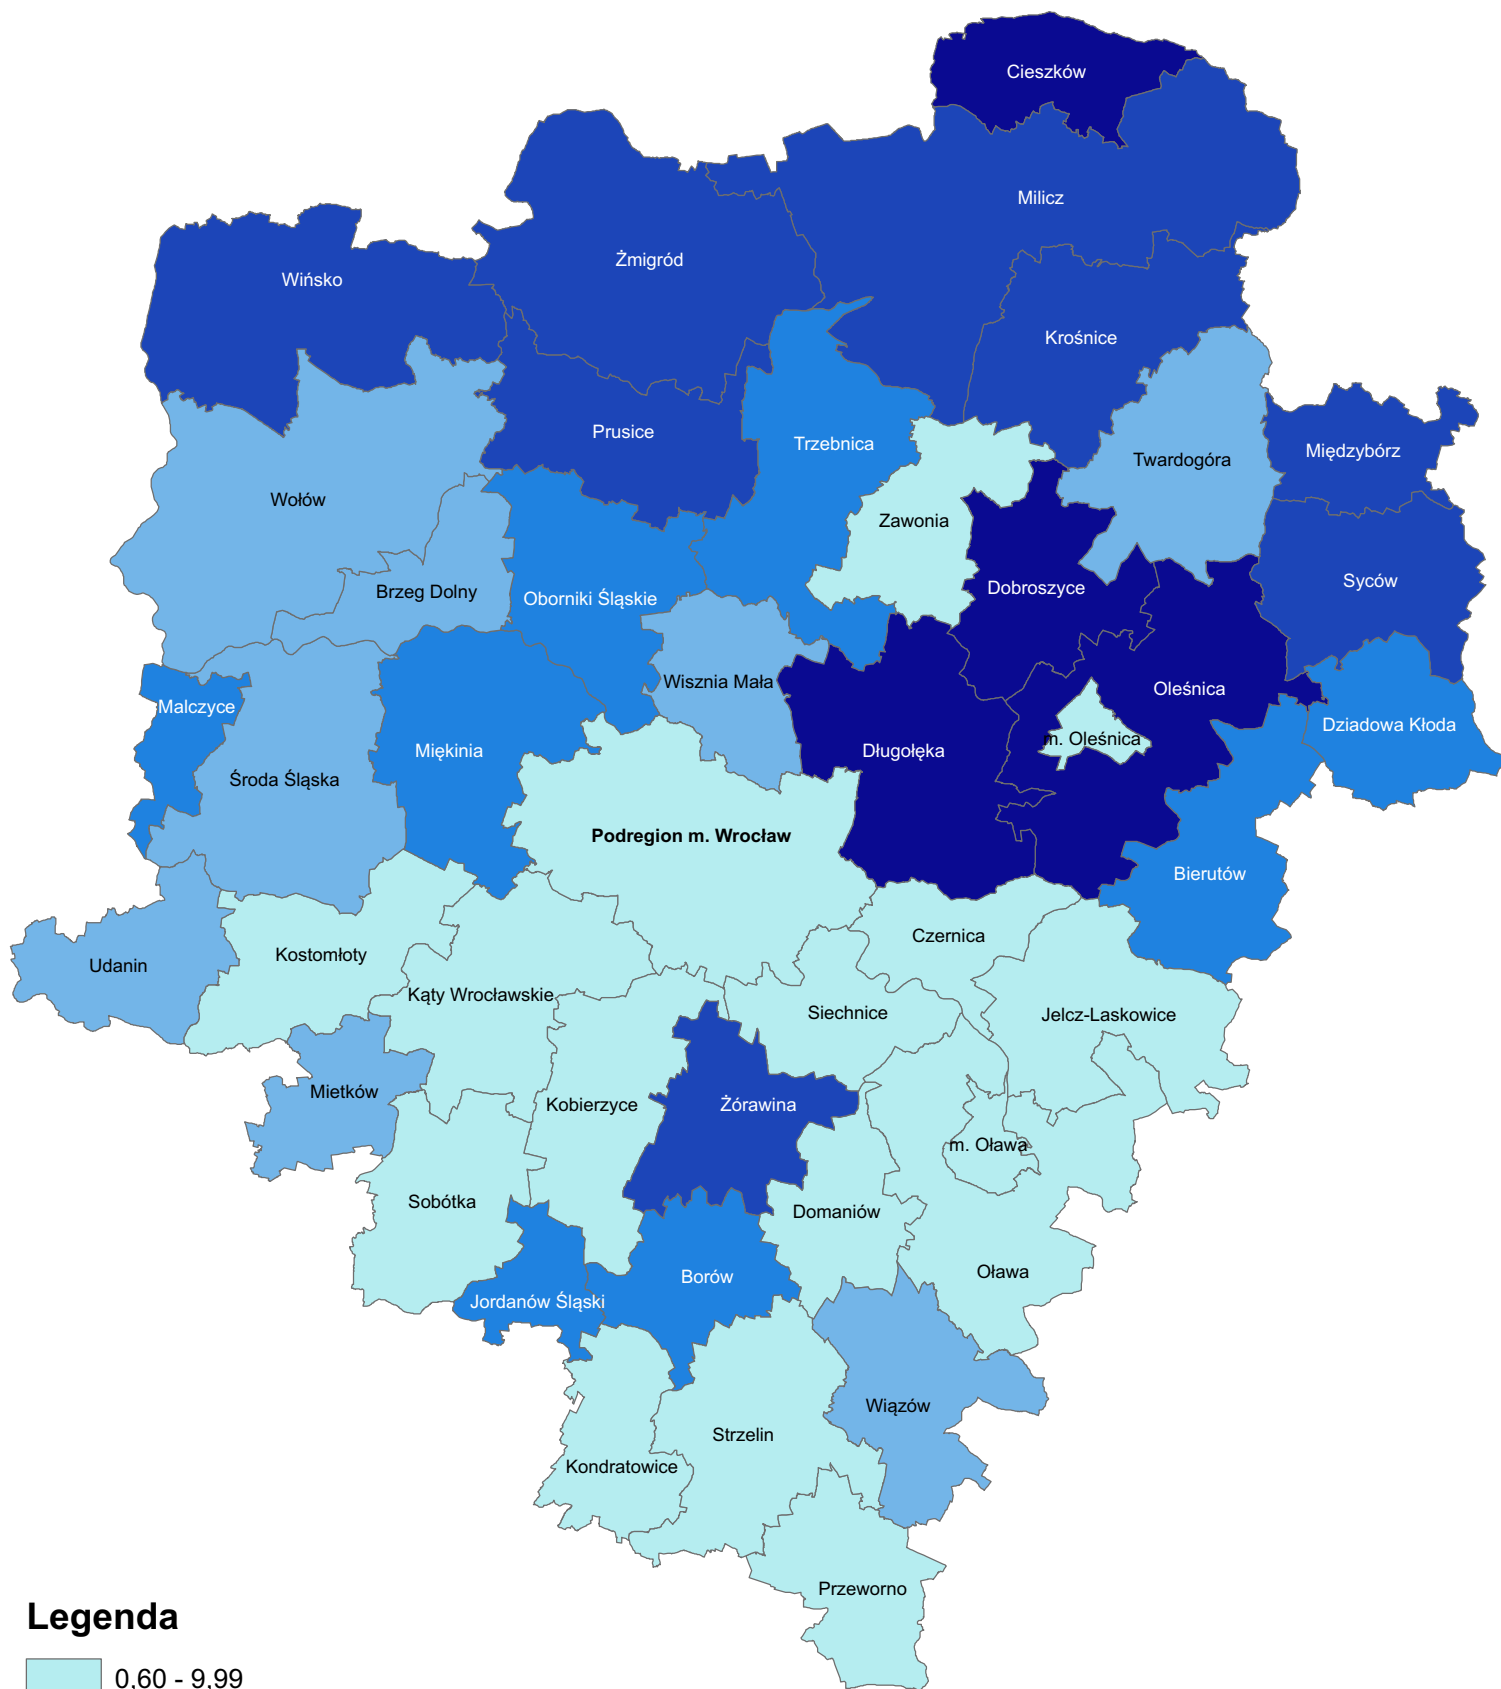 Cieszków
Milicz
Żmigród
Wińsko
Krośnice
Prusice
Trzebnica
Międzybórz
Twardogóra
Wołów
Zawonia
Syców
Dobroszyce
Brzeg Dolny
Oborniki Śląskie
Wisznia Mała
Oleśnica
Malczyce
Dziadowa Kłoda
m. Oleśnica
Miękinia
Długołęka
Środa Śląska
Podregion m. Wrocław
Bierutów
Czernica
Kostomłoty
Udanin
Kąty Wrocławskie
Siechnice
Jelcz-Laskowice
Mietków
Kobierzyce
Żórawina
m. Oława
Sobótka
Domaniów
Oława
Borów
Jordanów Śląski
Wiązów
Strzelin
Kondratowice
Przeworno
Legenda
0,60 - 9,99